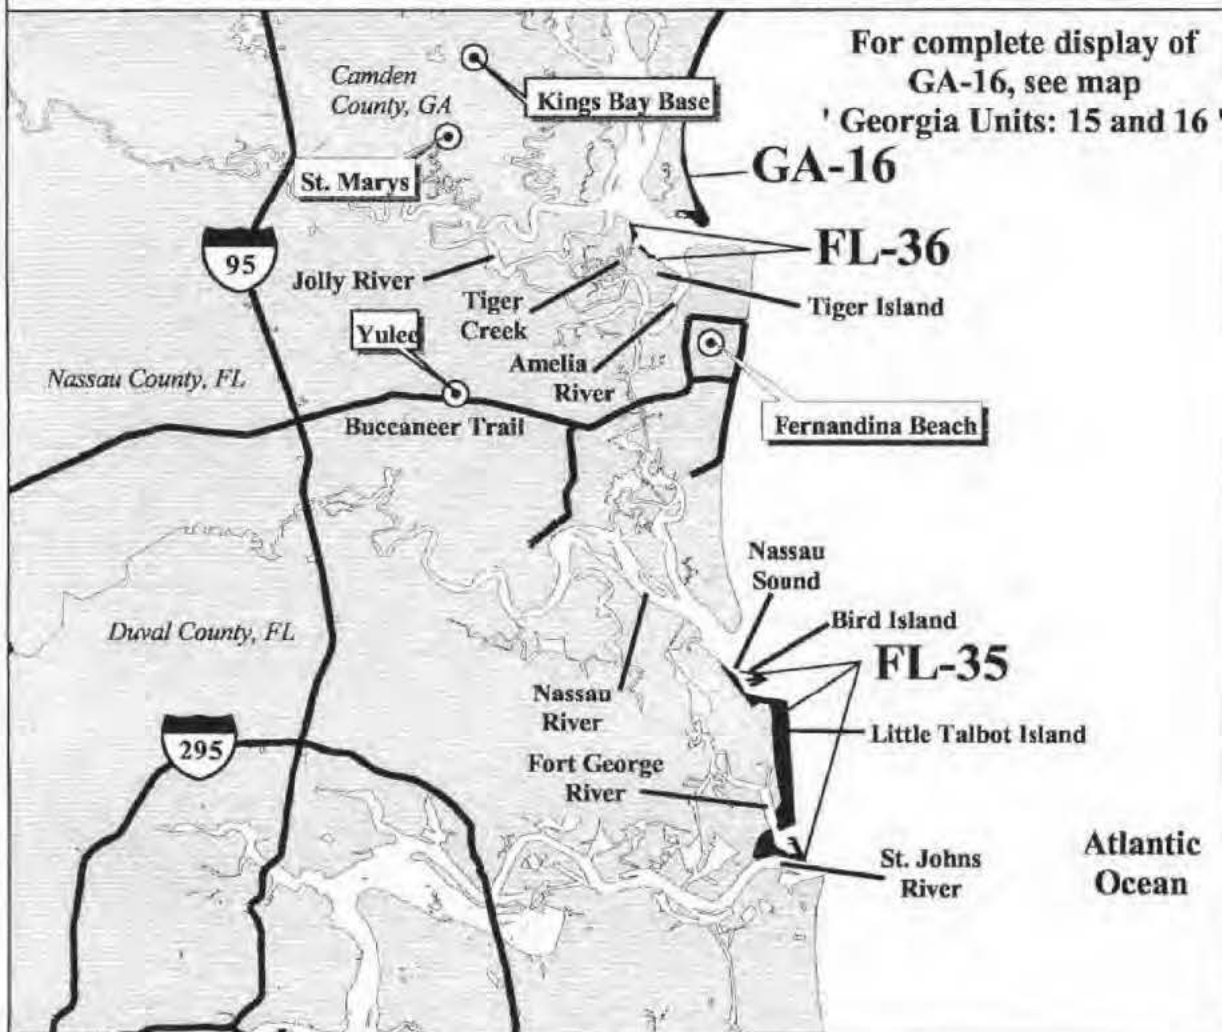 For complete display of
GA-16, see map
' Georgia Units: 15 and 16 '
Camden
County, GA
Kings Bay Base
St. Marys
GA-16
95
FL-36
Jolly River
Tiger
Creek
Tiger Island
Yulee
Amelia
River
Nassau County, FL
Buccaneer Trail
Fernandina Beach
Nassau
Sound
Bird Island
Duval County, FL
FL-35
Nassau
River
295
Little Talbot Island
Fort George
River
St. Johns
River
Atlantic
Ocean